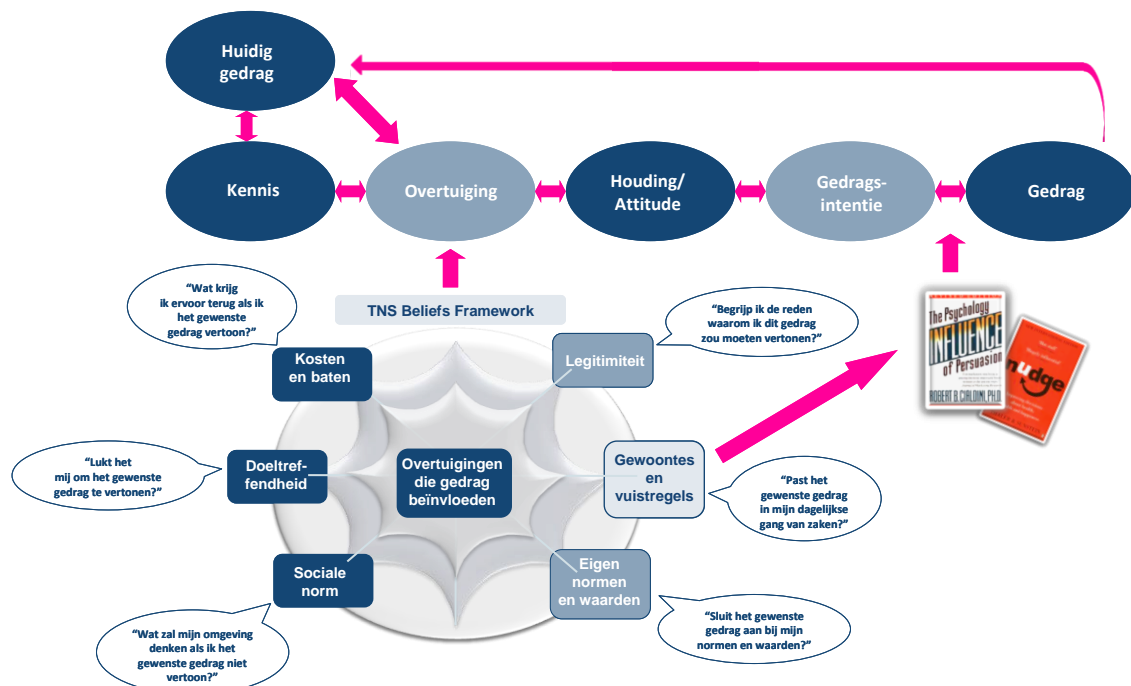 Huidig
gedrag
Kennis
Overtuiging
Houding/
Attitude
Gedrags-
intentie
Gedrag
"Wat krijg
ik ervoor terug als ik
het gewenste
gedrag vertoon?"
TNS Beliefs Framework
"Begrijp ik de reden
waarom ik dit gedrag
zou moeten vertonen?"
Kosten
en baten
Legitimiteit
The Psychology
INFLUENCE
of Persuasion
ROBERT B. CIALDINI, PH.D.
nudge
"Lukt het
mij om het gewenste
gedrag te vertonen?"
Doeltref-
fendheid
Overtuigingen
die gedrag
beïnvloeden
Gewoontes
en
vuistregels
"Past het
gewenste gedrag
in mijn dagelijkse
gang van zaken?"
Sociale
norm
Eigen
normen
en waarden
"Wat zal mijn omgeving
denken als ik het
gewenste gedrag niet
vertoon?"
"Sluit het gewenste
gedrag aan bij mijn
normen en waarden?"